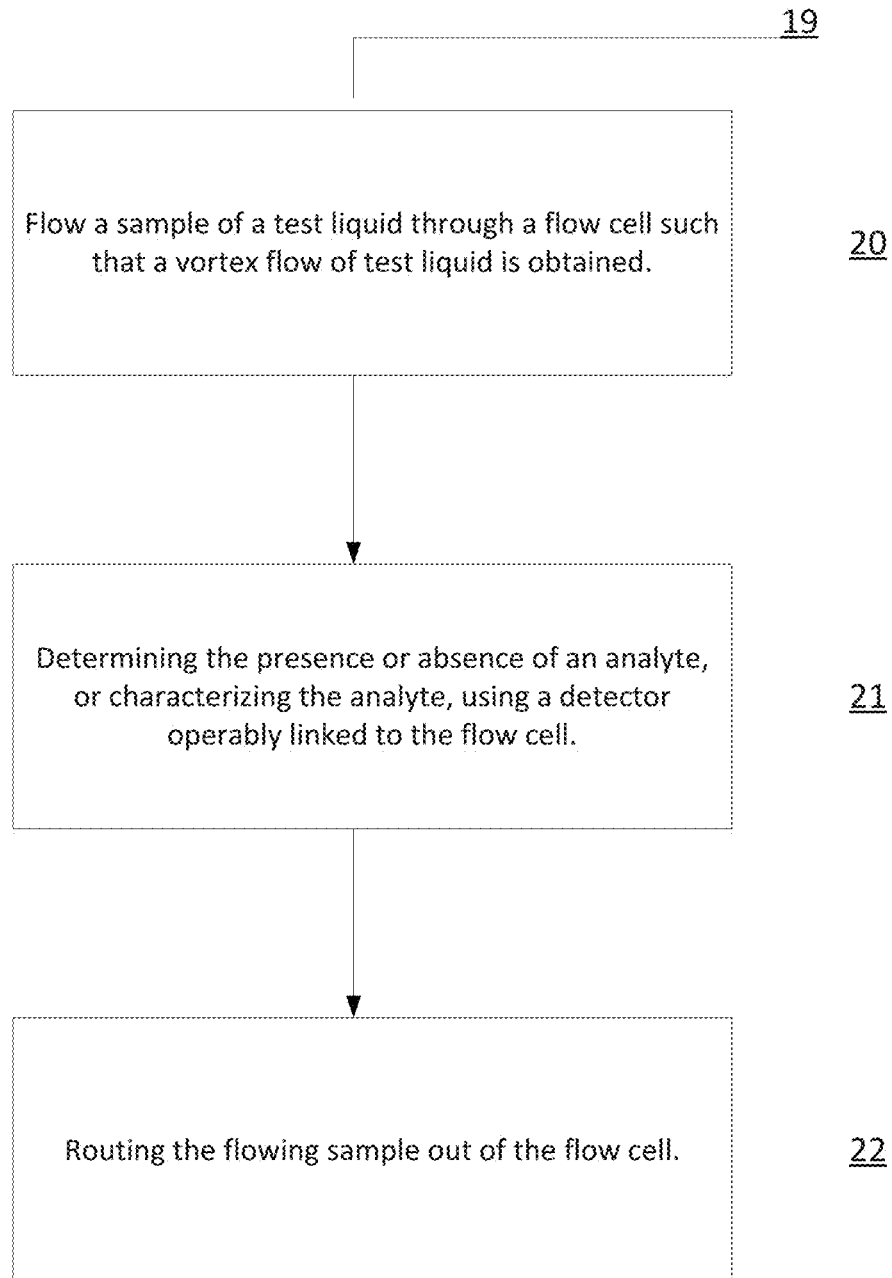 19
Flow a sample of a test liquid through a flow cell such
that a vortex flow of test liquid is obtained.
20
Determining the presence or absence of an analyte,
or characterizing the analyte, using a detector
operably linked to the flow cell.
21
Routing the flowing sample out of the flow cell.
22